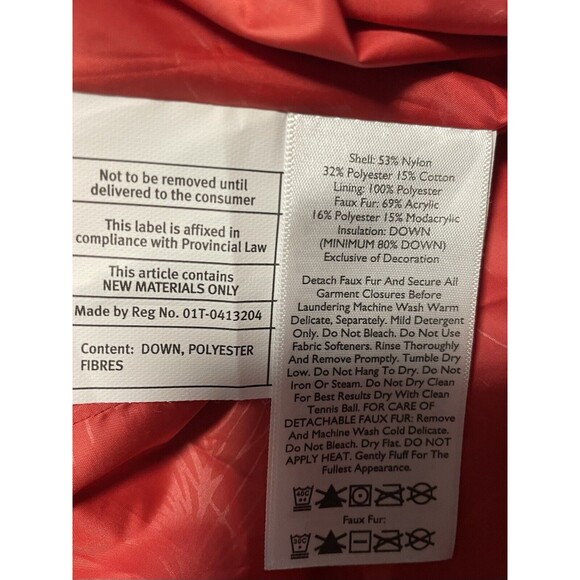 Not to be removed until
delivered to the consumer
This label is affixed in
compliance with Provincial Law
This article contains
NEW MATERIALS ONLY
Made by Reg No. 01T-0413204
Content: DOWN, POLYESTER
FIBRES
Shell: 53% Nylon
32% Polyester 15% Cotton
Lining: 100% Polyester
Faux Fur: 69% Acrylic
16% Polyester 15% Modacrylic
Insulation: DOWN
(MINIMUM 80% DOWN)
Exclusive of Decoration
Detach Faux Fur And Secure All
Garment Closures Before
Laundering Machine Wash Warm
Delicate, Separately. Mild Detergent
Only. Do Not Bleach. Do Not Use
Fabric Softeners. Rinse Thoroughly
And Remove Promptly. Tumble Dry
Low. Do Not Hang To Dry. Do Not
Iron Or Steam. Do Not Dry Clean
For Best Results Dry With Clean
Tennis Ball. FOR CARE OF
DETACHABLE FAUX FUR: Remove
And Machine Wash Cold Delicate.
Do Not Bleach. Dry Flat. DO NOT
APPLY HEAT. Gently Fluff For The
Fullest Appearance.
40C
Faux Fur:
30C